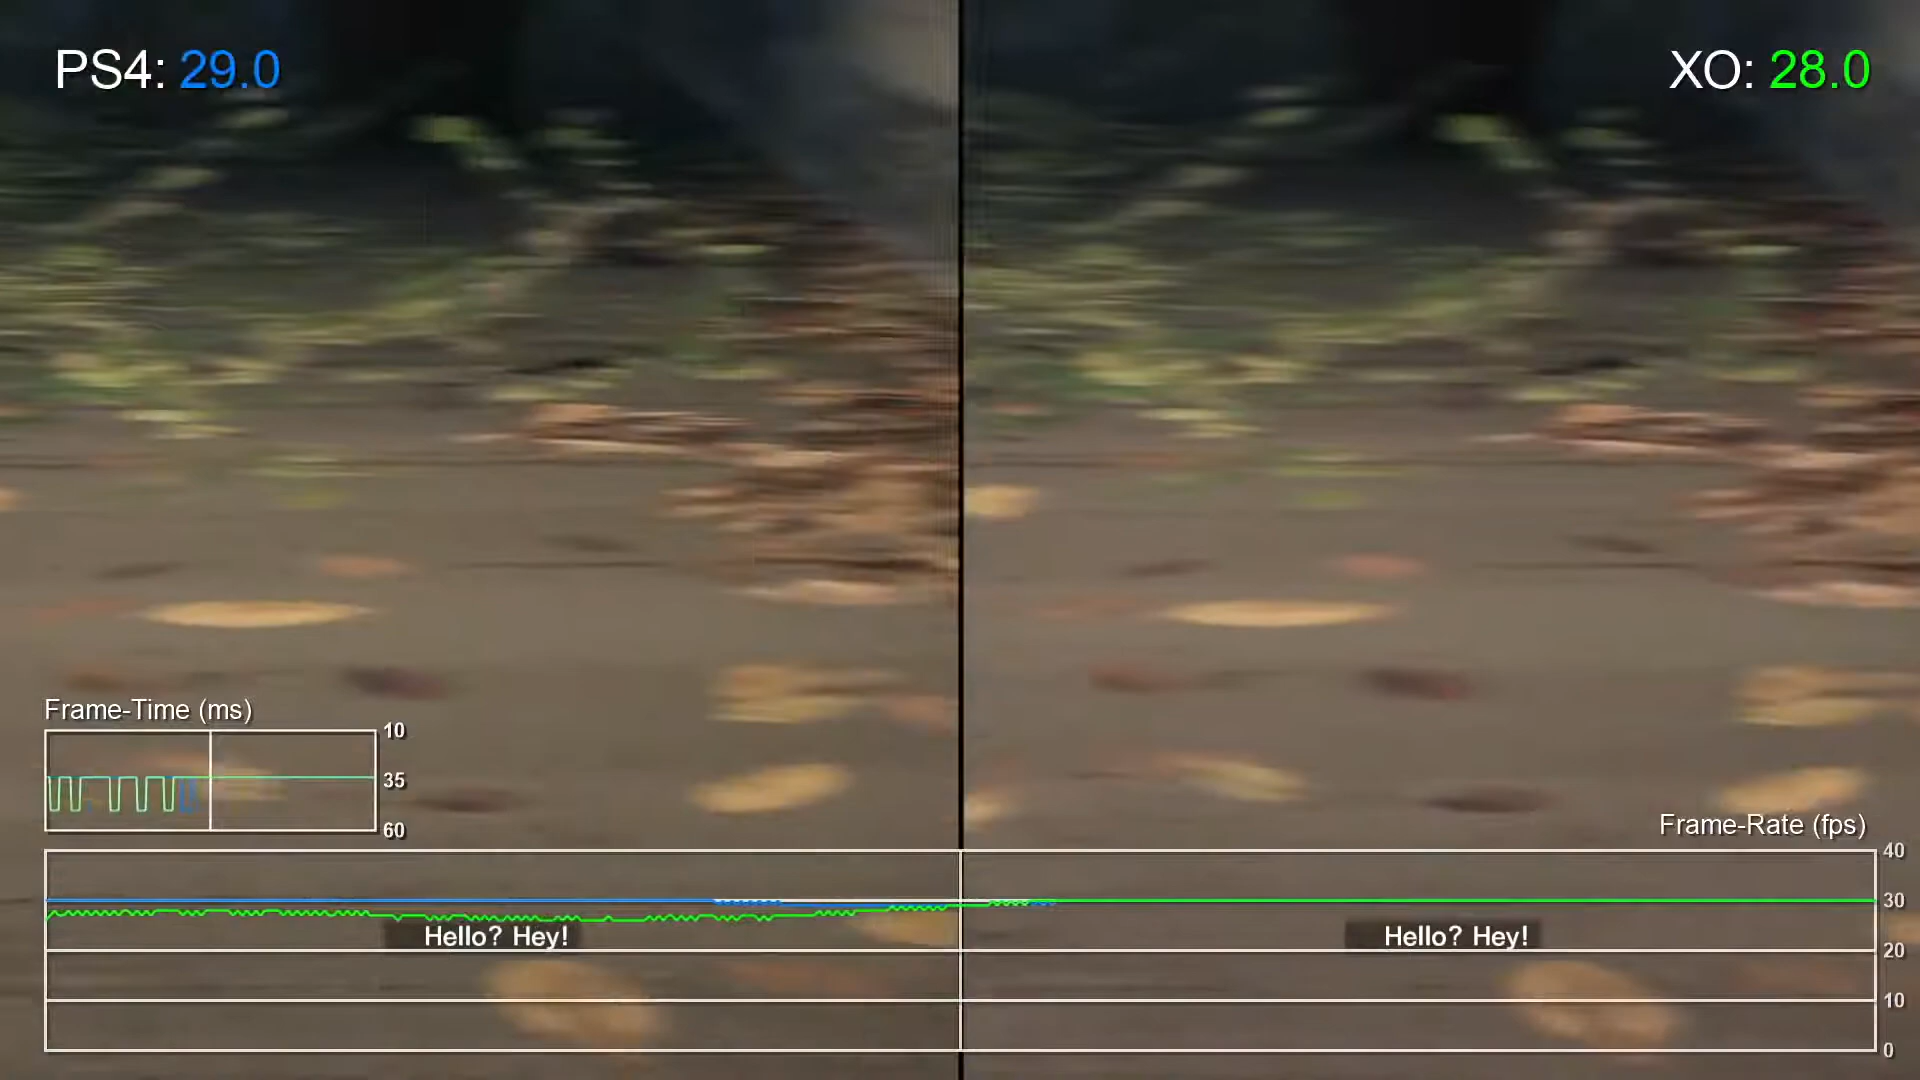 PS4: 29.0
XO: 28.0
Frame-Time (ms)
10
35
60
Frame-Rate (fps)
40
30
20
10
0
Hello? Hey!
Hello? Hey!